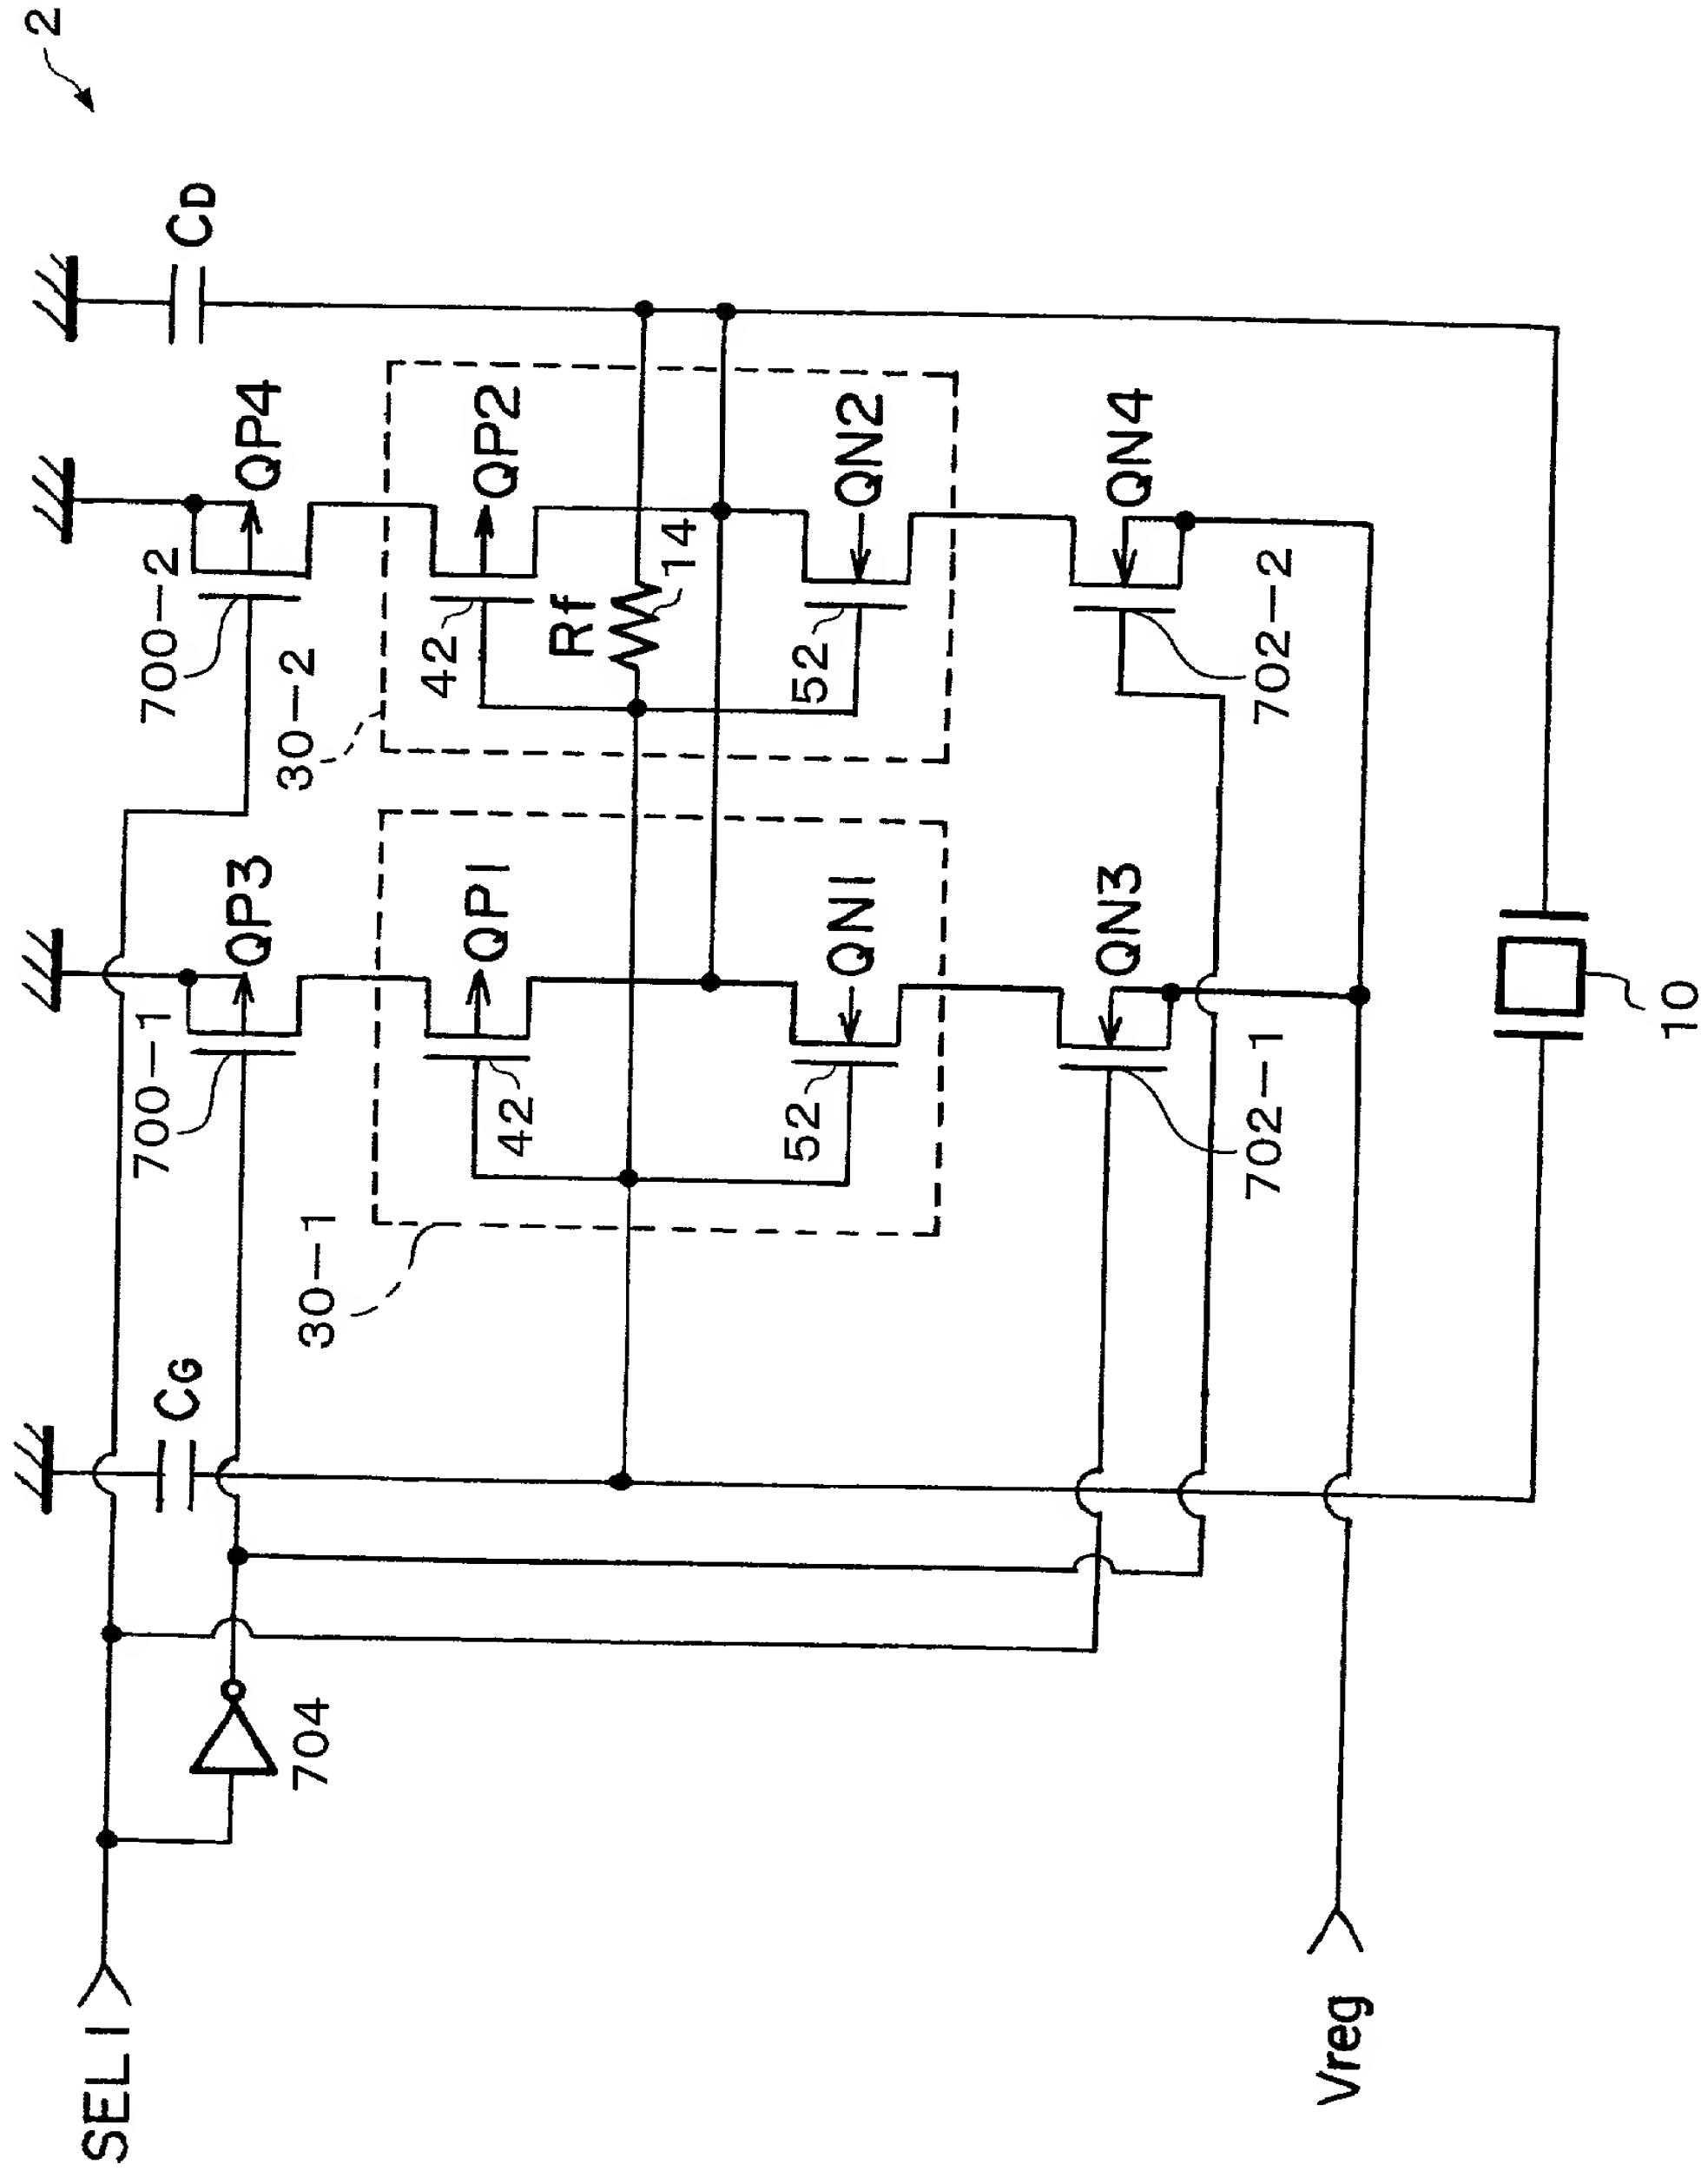 2
CD
QP4
700-2
QP2
42
30-2
Rf
14
QN2
52
QN4
702-2
QP3
700-1
QP1
42
30-1
QN1
52
QN3
702-1
CG
10
704
SEL1
Vreg